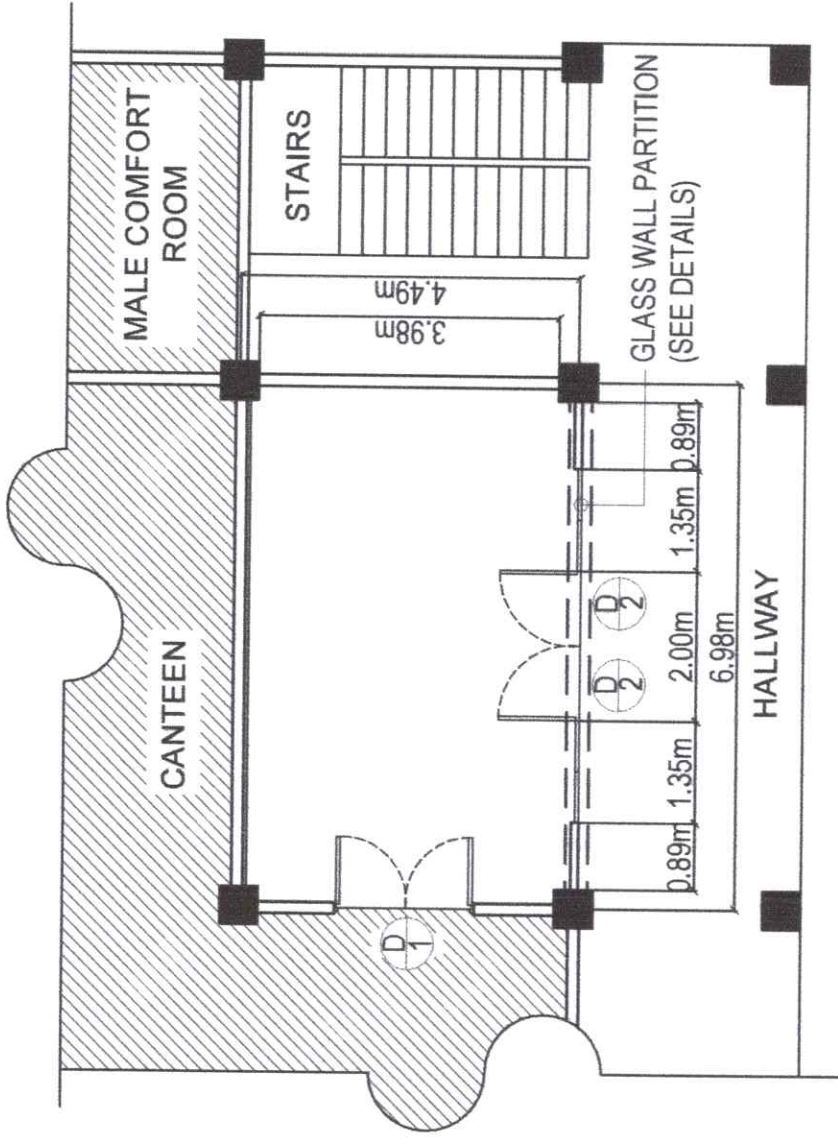 MALE COMFORT
ROOM
STAIRS
CANTEEN
4.49m
3.98m
GLASS WALL PARTITION
(SEE DETAILS)
D
1
D
2
D
2
0.89m
1.35m
2.00m
1.35m
0.89m
6.98m
HALLWAY